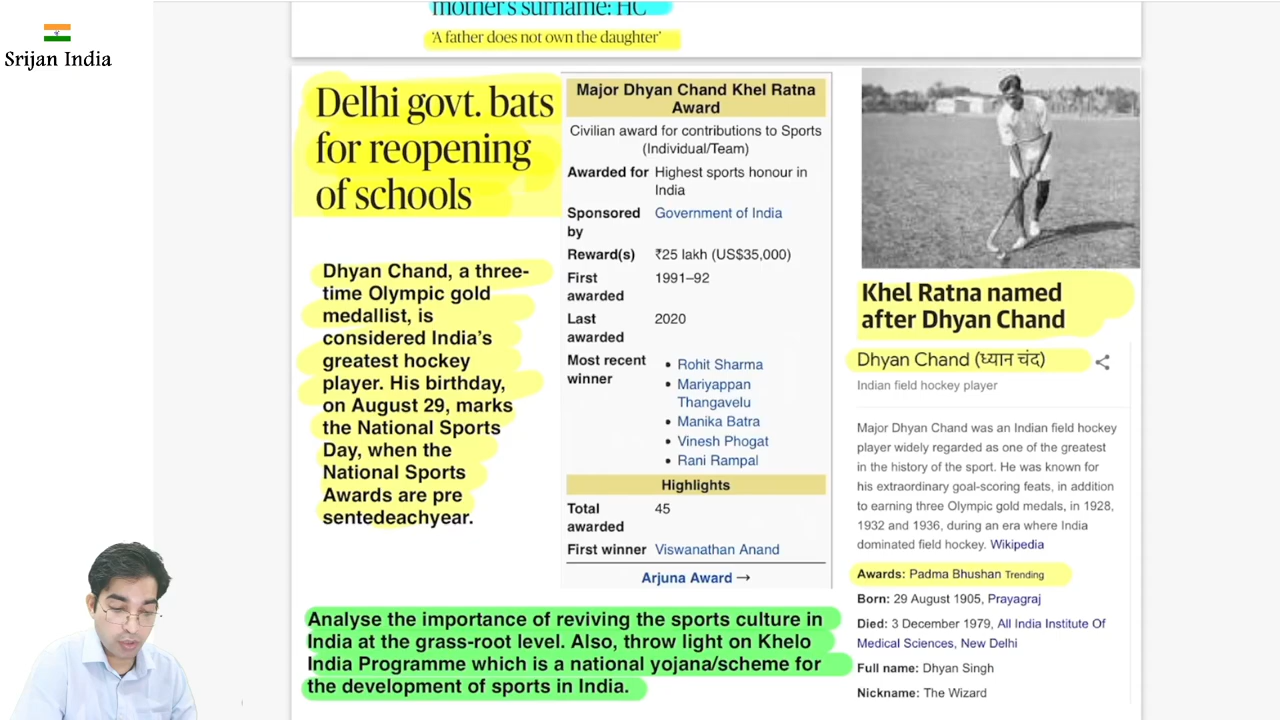 Srijan India
mother's surname: HC
'A father does not own the daughter'
Delhi govt. bats
for reopening
of schools
Dhyan Chand, a three-
time Olympic gold
medallist, is
considered India's
greatest hockey
player. His birthday,
on August 29, marks
the National Sports
Day, when the
National Sports
Awards are pre
sentedeachyear.
Major Dhyan Chand Khel Ratna
Award
Civilian award for contributions to Sports
(Individual/Team)
Awarded for Highest sports honour in
India
Sponsored Government of India
by
Reward(s) ₹25 lakh (US$35,000)
First 1991–92
awarded
Last 2020
awarded
Most recent • Rohit Sharma
winner • Mariyappan
Thangavelu
• Manika Batra
• Vinesh Phogat
• Rani Rampal
Highlights
Total 45
awarded
First winner Viswanathan Anand
Arjuna Award →
Khel Ratna named
after Dhyan Chand
Dhyan Chand (ध्यान चंद)
Indian field hockey player
Major Dhyan Chand was an Indian field hockey
player widely regarded as one of the greatest
in the history of the sport. He was known for
his extraordinary goal-scoring feats, in addition
to earning three Olympic gold medals, in 1928,
1932 and 1936, during an era where India
dominated field hockey. Wikipedia
Awards: Padma Bhushan Trending
Born: 29 August 1905, Prayagraj
Died: 3 December 1979, All India Institute Of
Medical Sciences, New Delhi
Full name: Dhyan Singh
Nickname: The Wizard
Analyse the importance of reviving the sports culture in
India at the grass-root level. Also, throw light on Khelo
India Programme which is a national yojana/scheme for
the development of sports in India.